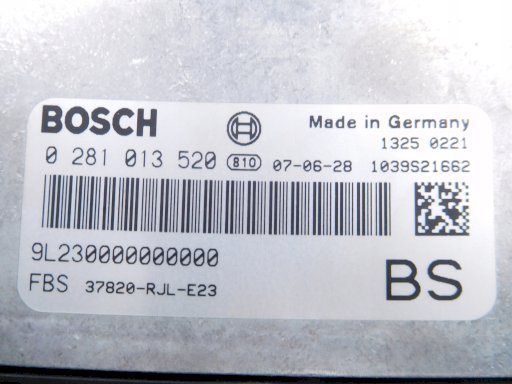 BOSCH Made in Germany
1325 0221
0 281 013 520 B10 07-06-28 1039S21662
9L230000000000
FBS 37820-RJL-E23 BS